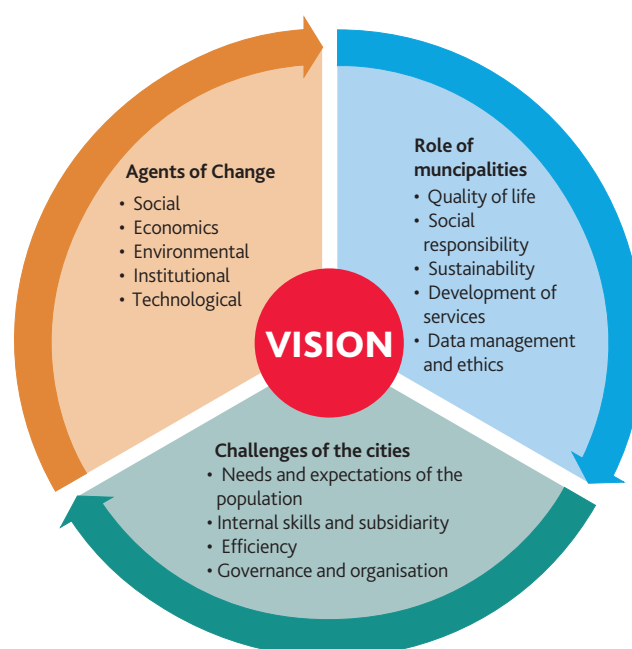 Agents of Change
• Social
• Economics
• Environmental
• Institutional
• Technological
Role of
muncipalities
• Quality of life
• Social
responsibility
• Sustainability
• Development of
services
• Data management
and ethics
VISION
Challenges of the cities
• Needs and expectations of the
population
• Internal skills and subsidiarity
• Efficiency
• Governance and organisation